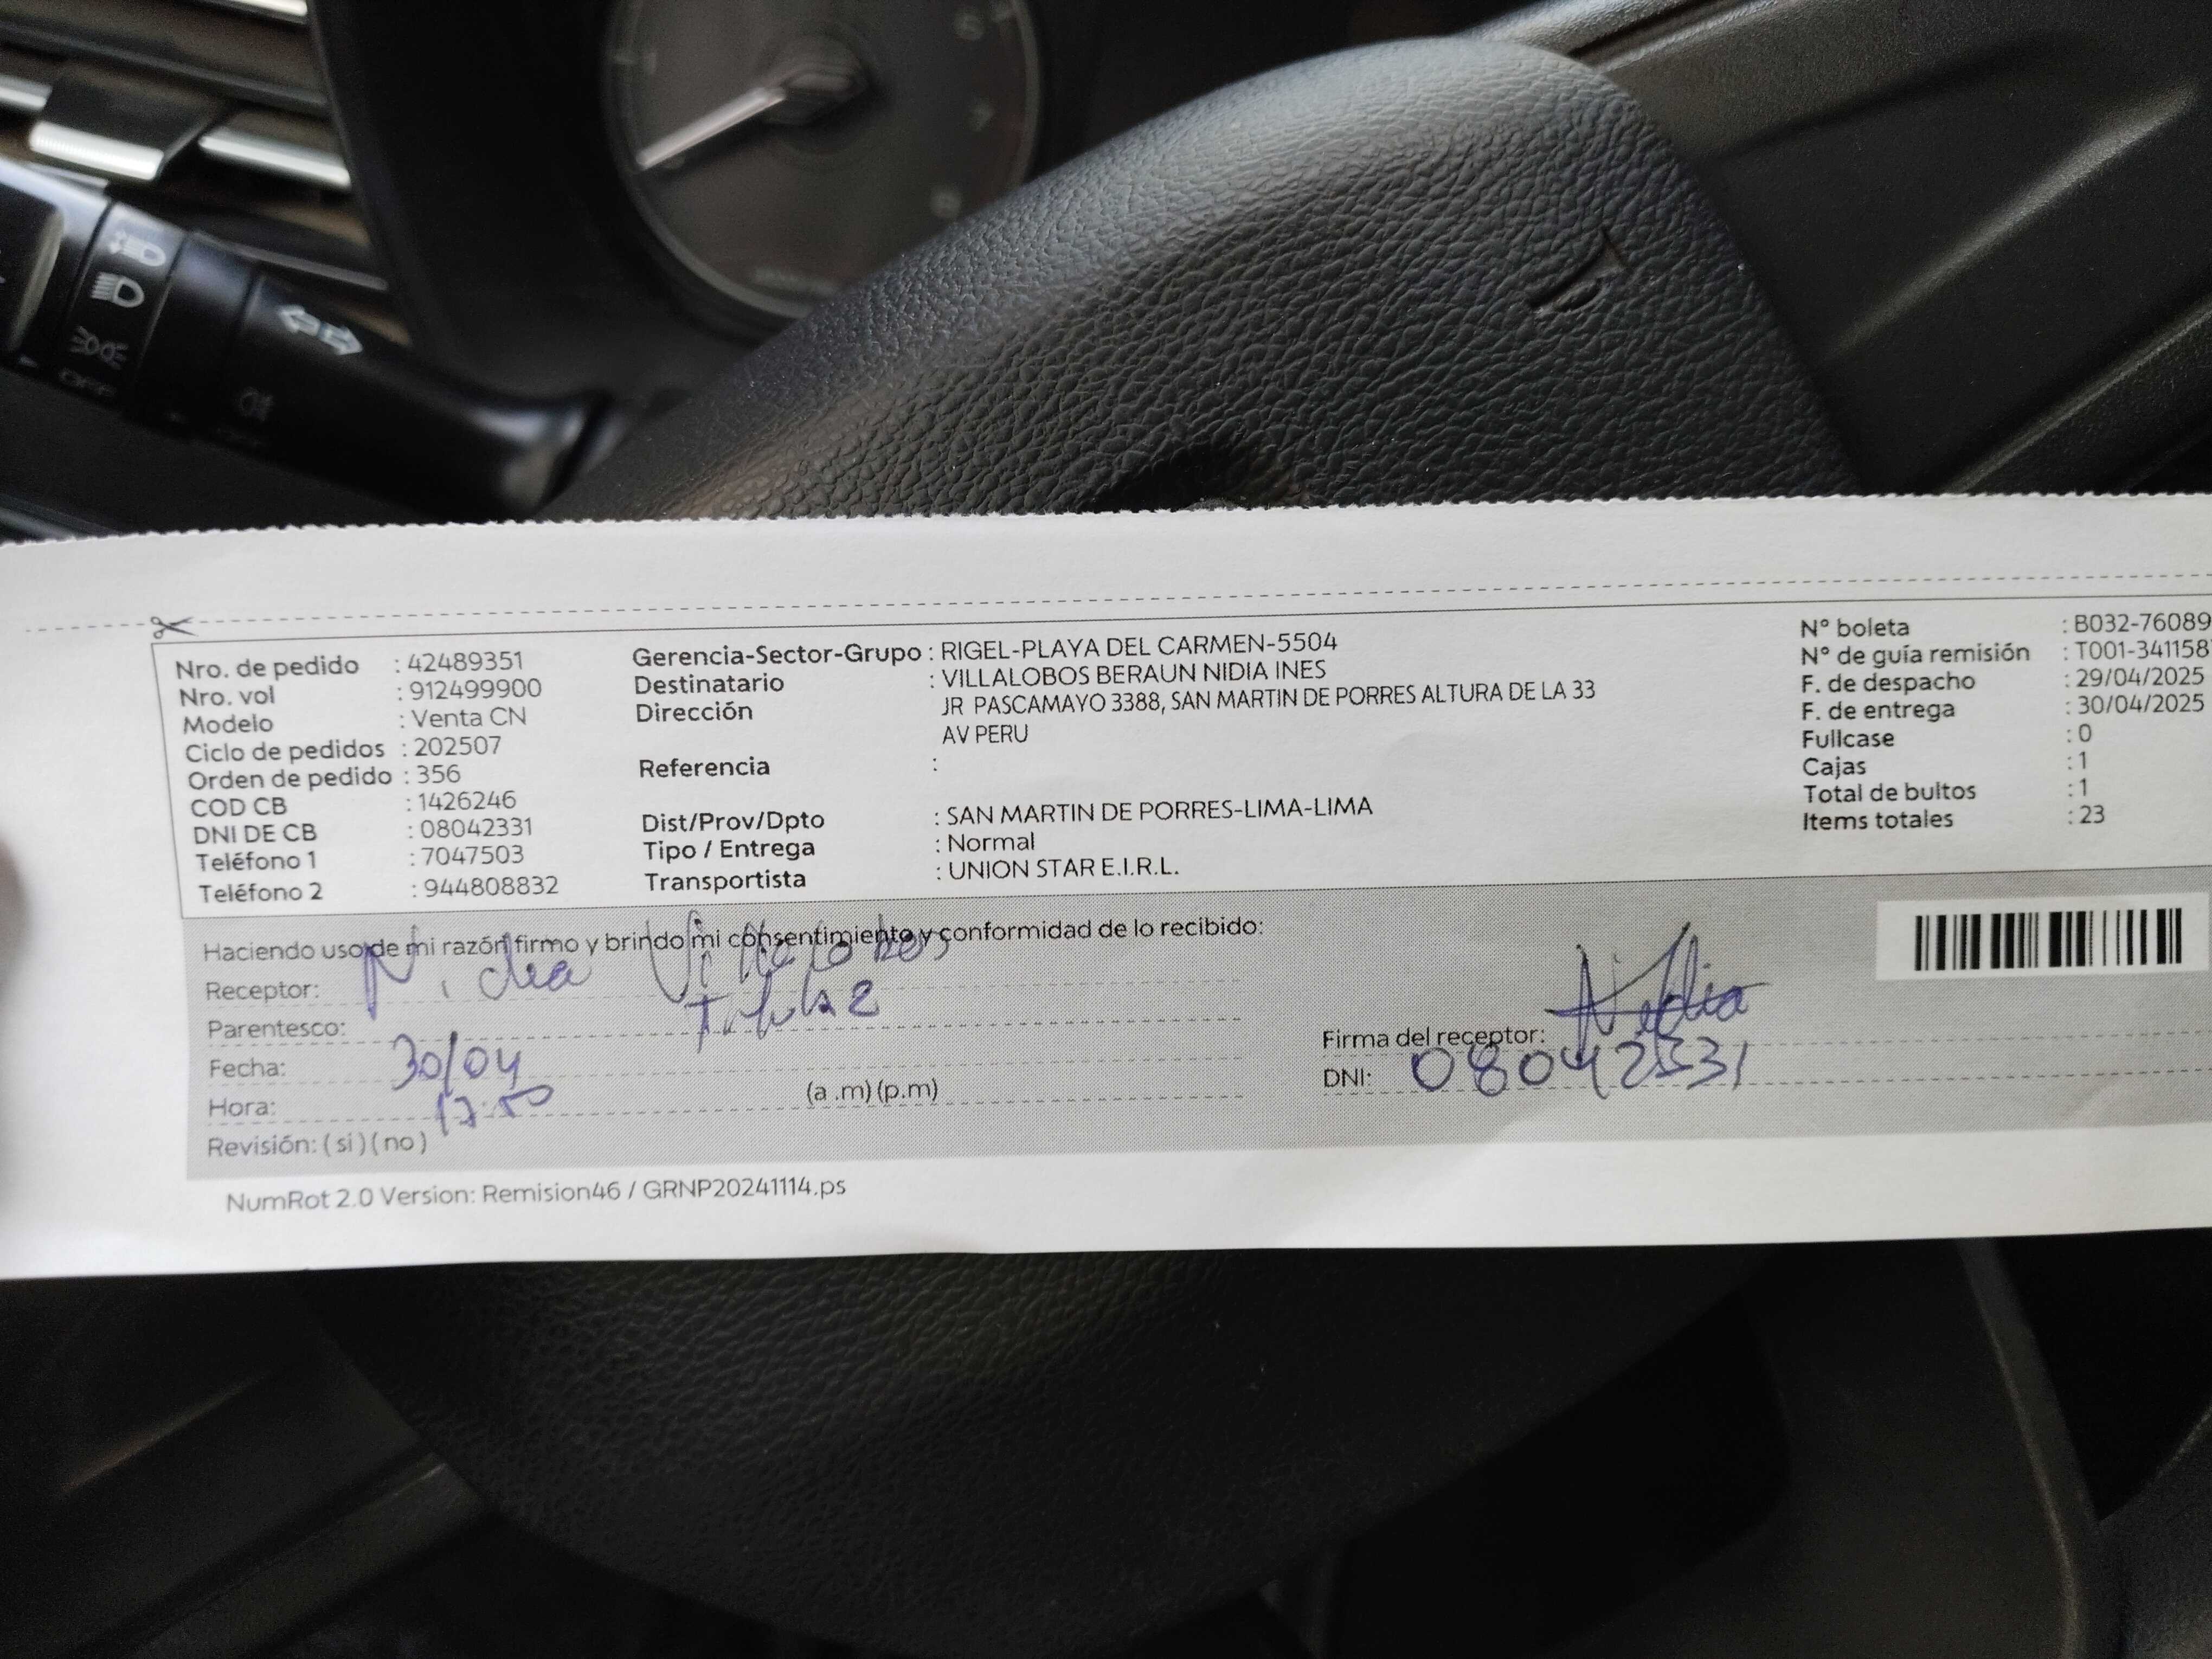 OFF
Nro. de pedido : 42489351
Nro. vol : 912499900
Modelo : Venta CN
Ciclo de pedidos : 202507
Orden de pedido : 356
COD CB : 1426246
DNI DE CB : 08042331
Teléfono 1 : 7047503
Teléfono 2 : 944808832
Gerencia-Sector-Grupo : RIGEL-PLAYA DEL CARMEN-5504
Destinatario : VILLALOBOS BERAUN NIDIA INES
Dirección JR PASCAMAYO 3388, SAN MARTIN DE PORRES ALTURA DE LA 33
AV PERU
Referencia :
Dist/Prov/Dpto : SAN MARTIN DE PORRES-LIMA-LIMA
Tipo / Entrega : Normal
Transportista : UNION STAR E.I.R.L.
N° boleta : B032-76089
N° de guía remisión : T001-341158
F. de despacho : 29/04/2025
F. de entrega : 30/04/2025
Fullcase : 0
Cajas : 1
Total de bultos : 1
Items totales : 23
Haciendo uso de mi razón firmo y brindo mi consentimiento y conformidad de lo recibido:
Receptor: Nidia Villalobos
Parentesco:
Fecha: 30/04
Hora: (a .m) (p.m)
Revisión: ( si ) ( no )
Firma del receptor: Nidia
DNI: 08042331
NumRot 2.0 Version: Remision46 / GRNP20241114.ps